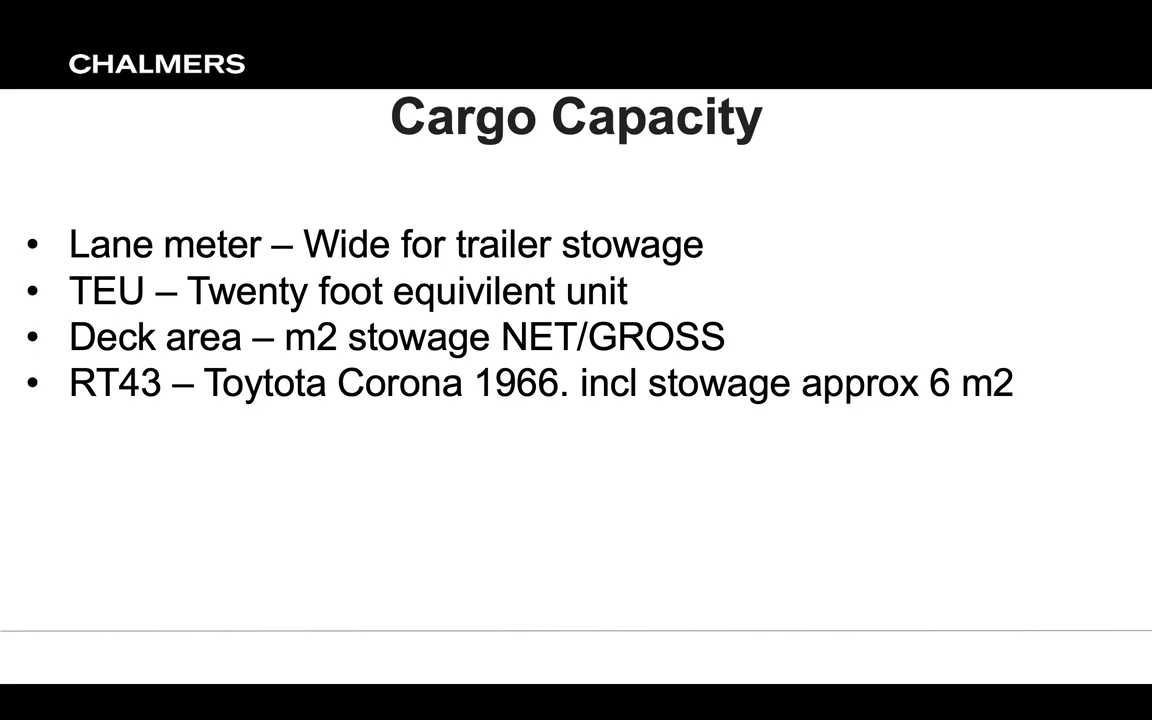 CHALMERS
Cargo Capacity
• Lane meter – Wide for trailer stowage
• TEU – Twenty foot equivilent unit
• Deck area – m2 stowage NET/GROSS
• RT43 – Toytota Corona 1966. incl stowage approx 6 m2